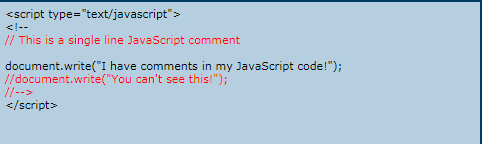 <script type="text/javascript">
<!--
// This is a single line JavaScript comment

document.write("I have comments in my JavaScript code!");
//document.write("You can't see this!");
//-->
</script>